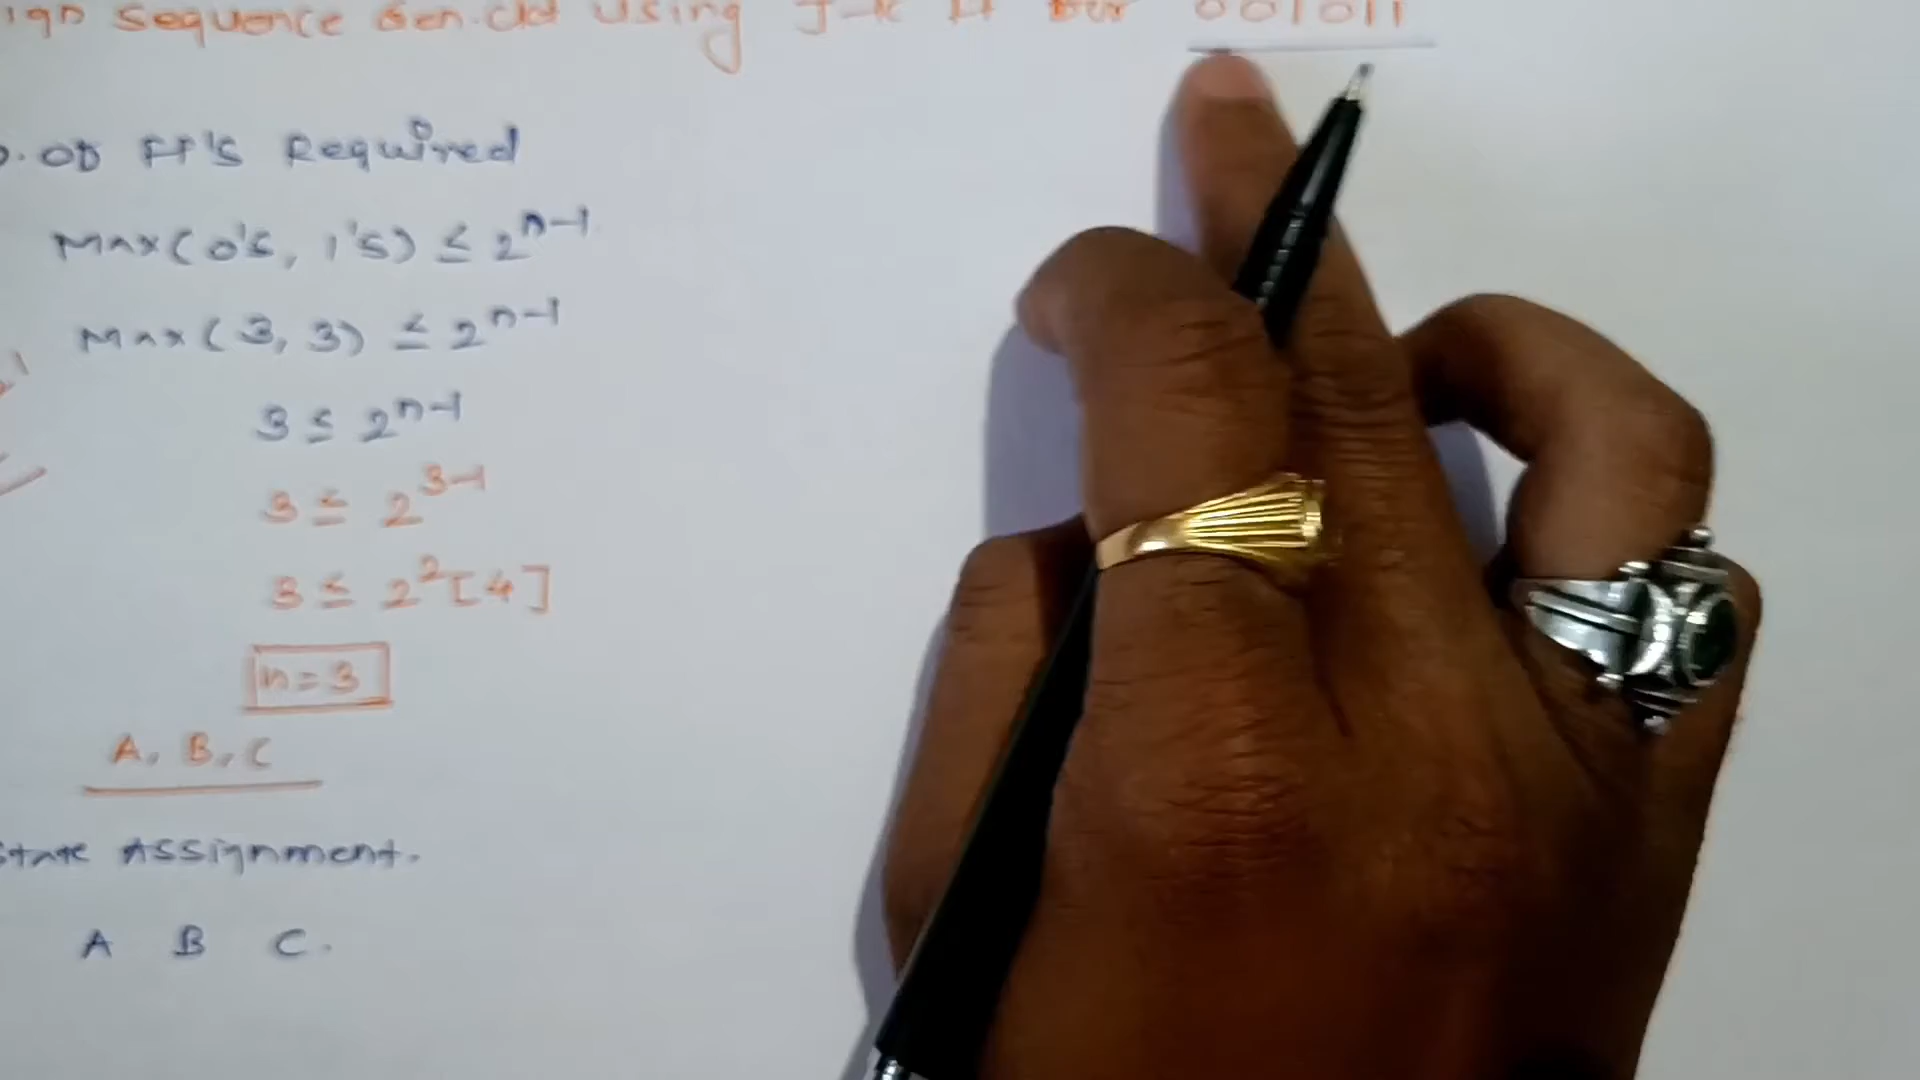 sequence Gen. ckt using J-K FF for 001011
. OF FF'S Required
Max(0's, 1's) ≤ 2^n-1
Max(3, 3) ≤ 2^n-1
3 ≤ 2^n-1
3 ≤ 2^3-1
3 ≤ 2^2 [4]
n = 3
A, B, C
State Assignment.
A B C.